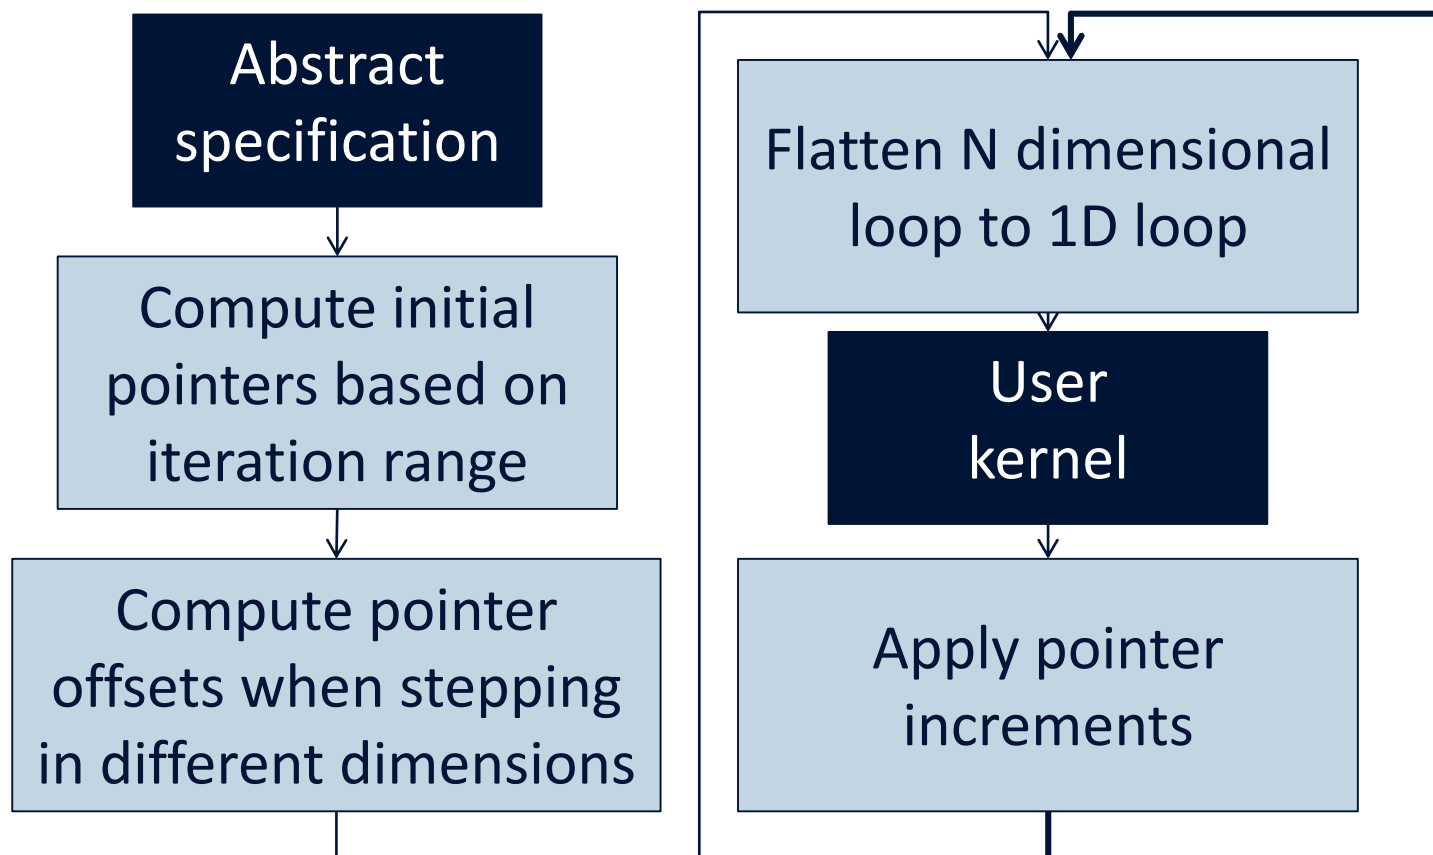 Abstract
specification
Compute initial
pointers based on
iteration range
Compute pointer
offsets when stepping
in different dimensions
Flatten N dimensional
loop to 1D loop
User
kernel
Apply pointer
increments